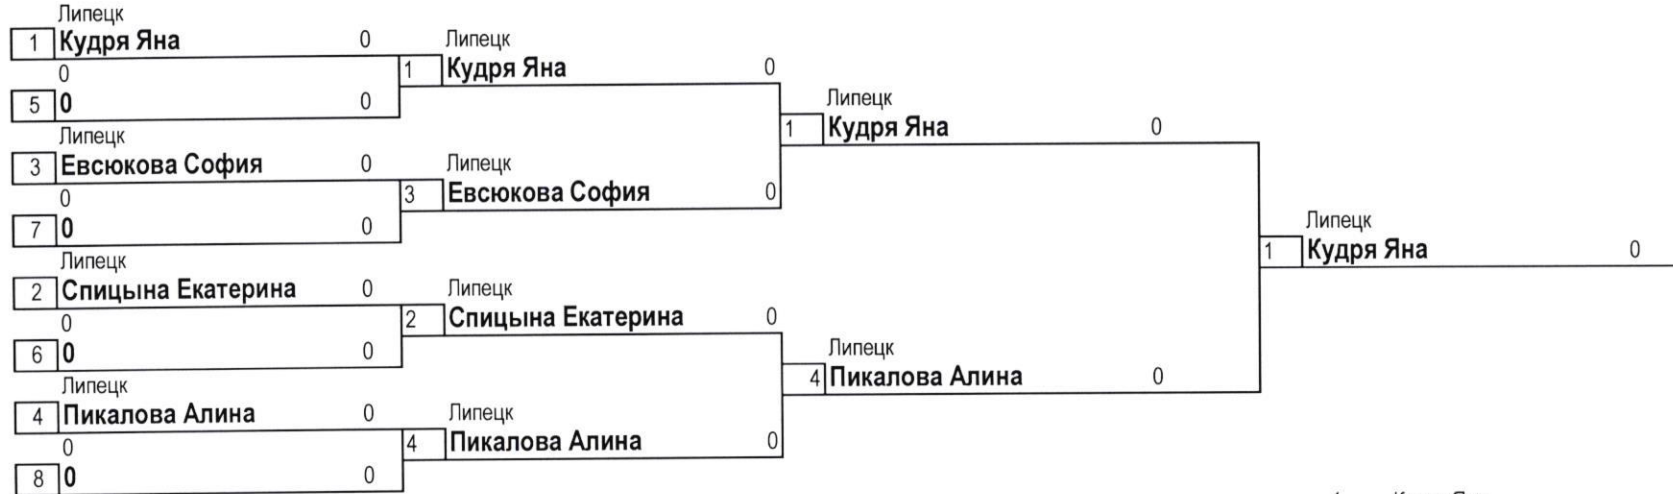 Липецк
1 Кудря Яна 0
0
5 0 0
Липецк
3 Евсюкова София 0
0
7 0 0
Липецк
2 Спицына Екатерина 0
0
6 0 0
Липецк
4 Пикалова Алина 0
0
8 0 0
Липецк
1 Кудря Яна 0
Липецк
3 Евсюкова София 0
Липецк
2 Спицына Екатерина 0
Липецк
4 Пикалова Алина 0
Липецк
1 Кудря Яна 0
Липецк
4 Пикалова Алина 0
Липецк
1 Кудря Яна 0